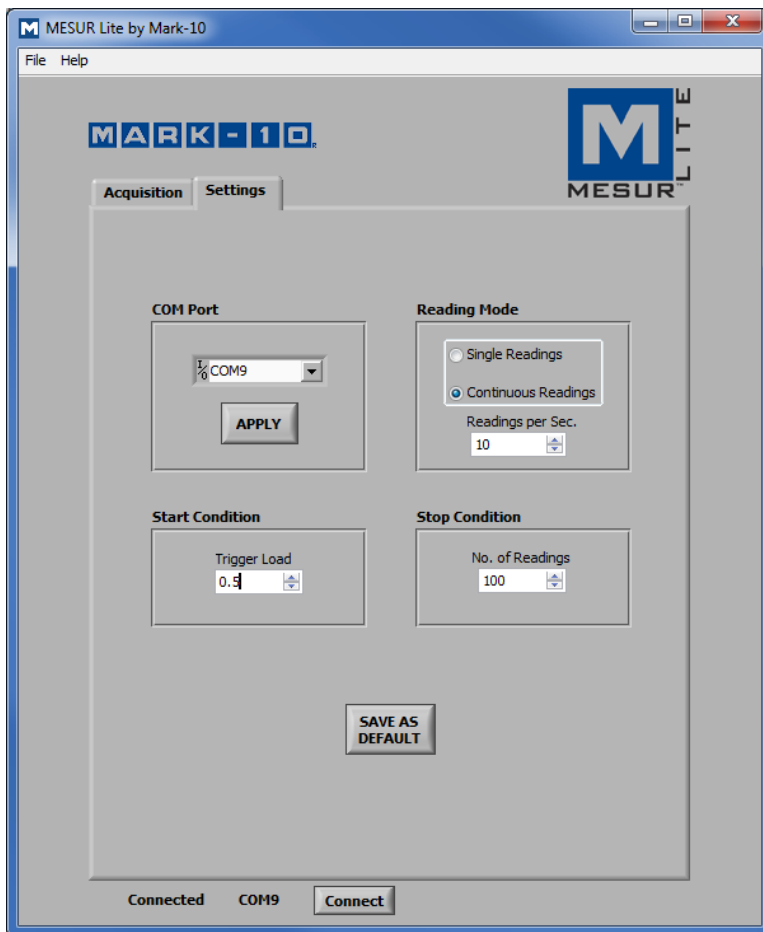 MESUR Lite by Mark-10
File Help
MARK-10
M
LITE
MESUR™
Acquisition Settings
COM Port
COM9
APPLY
Reading Mode
Single Readings
Continuous Readings
Readings per Sec.
10
Start Condition
Trigger Load
0.5
Stop Condition
No. of Readings
100
SAVE AS
DEFAULT
Connected COM9 Connect